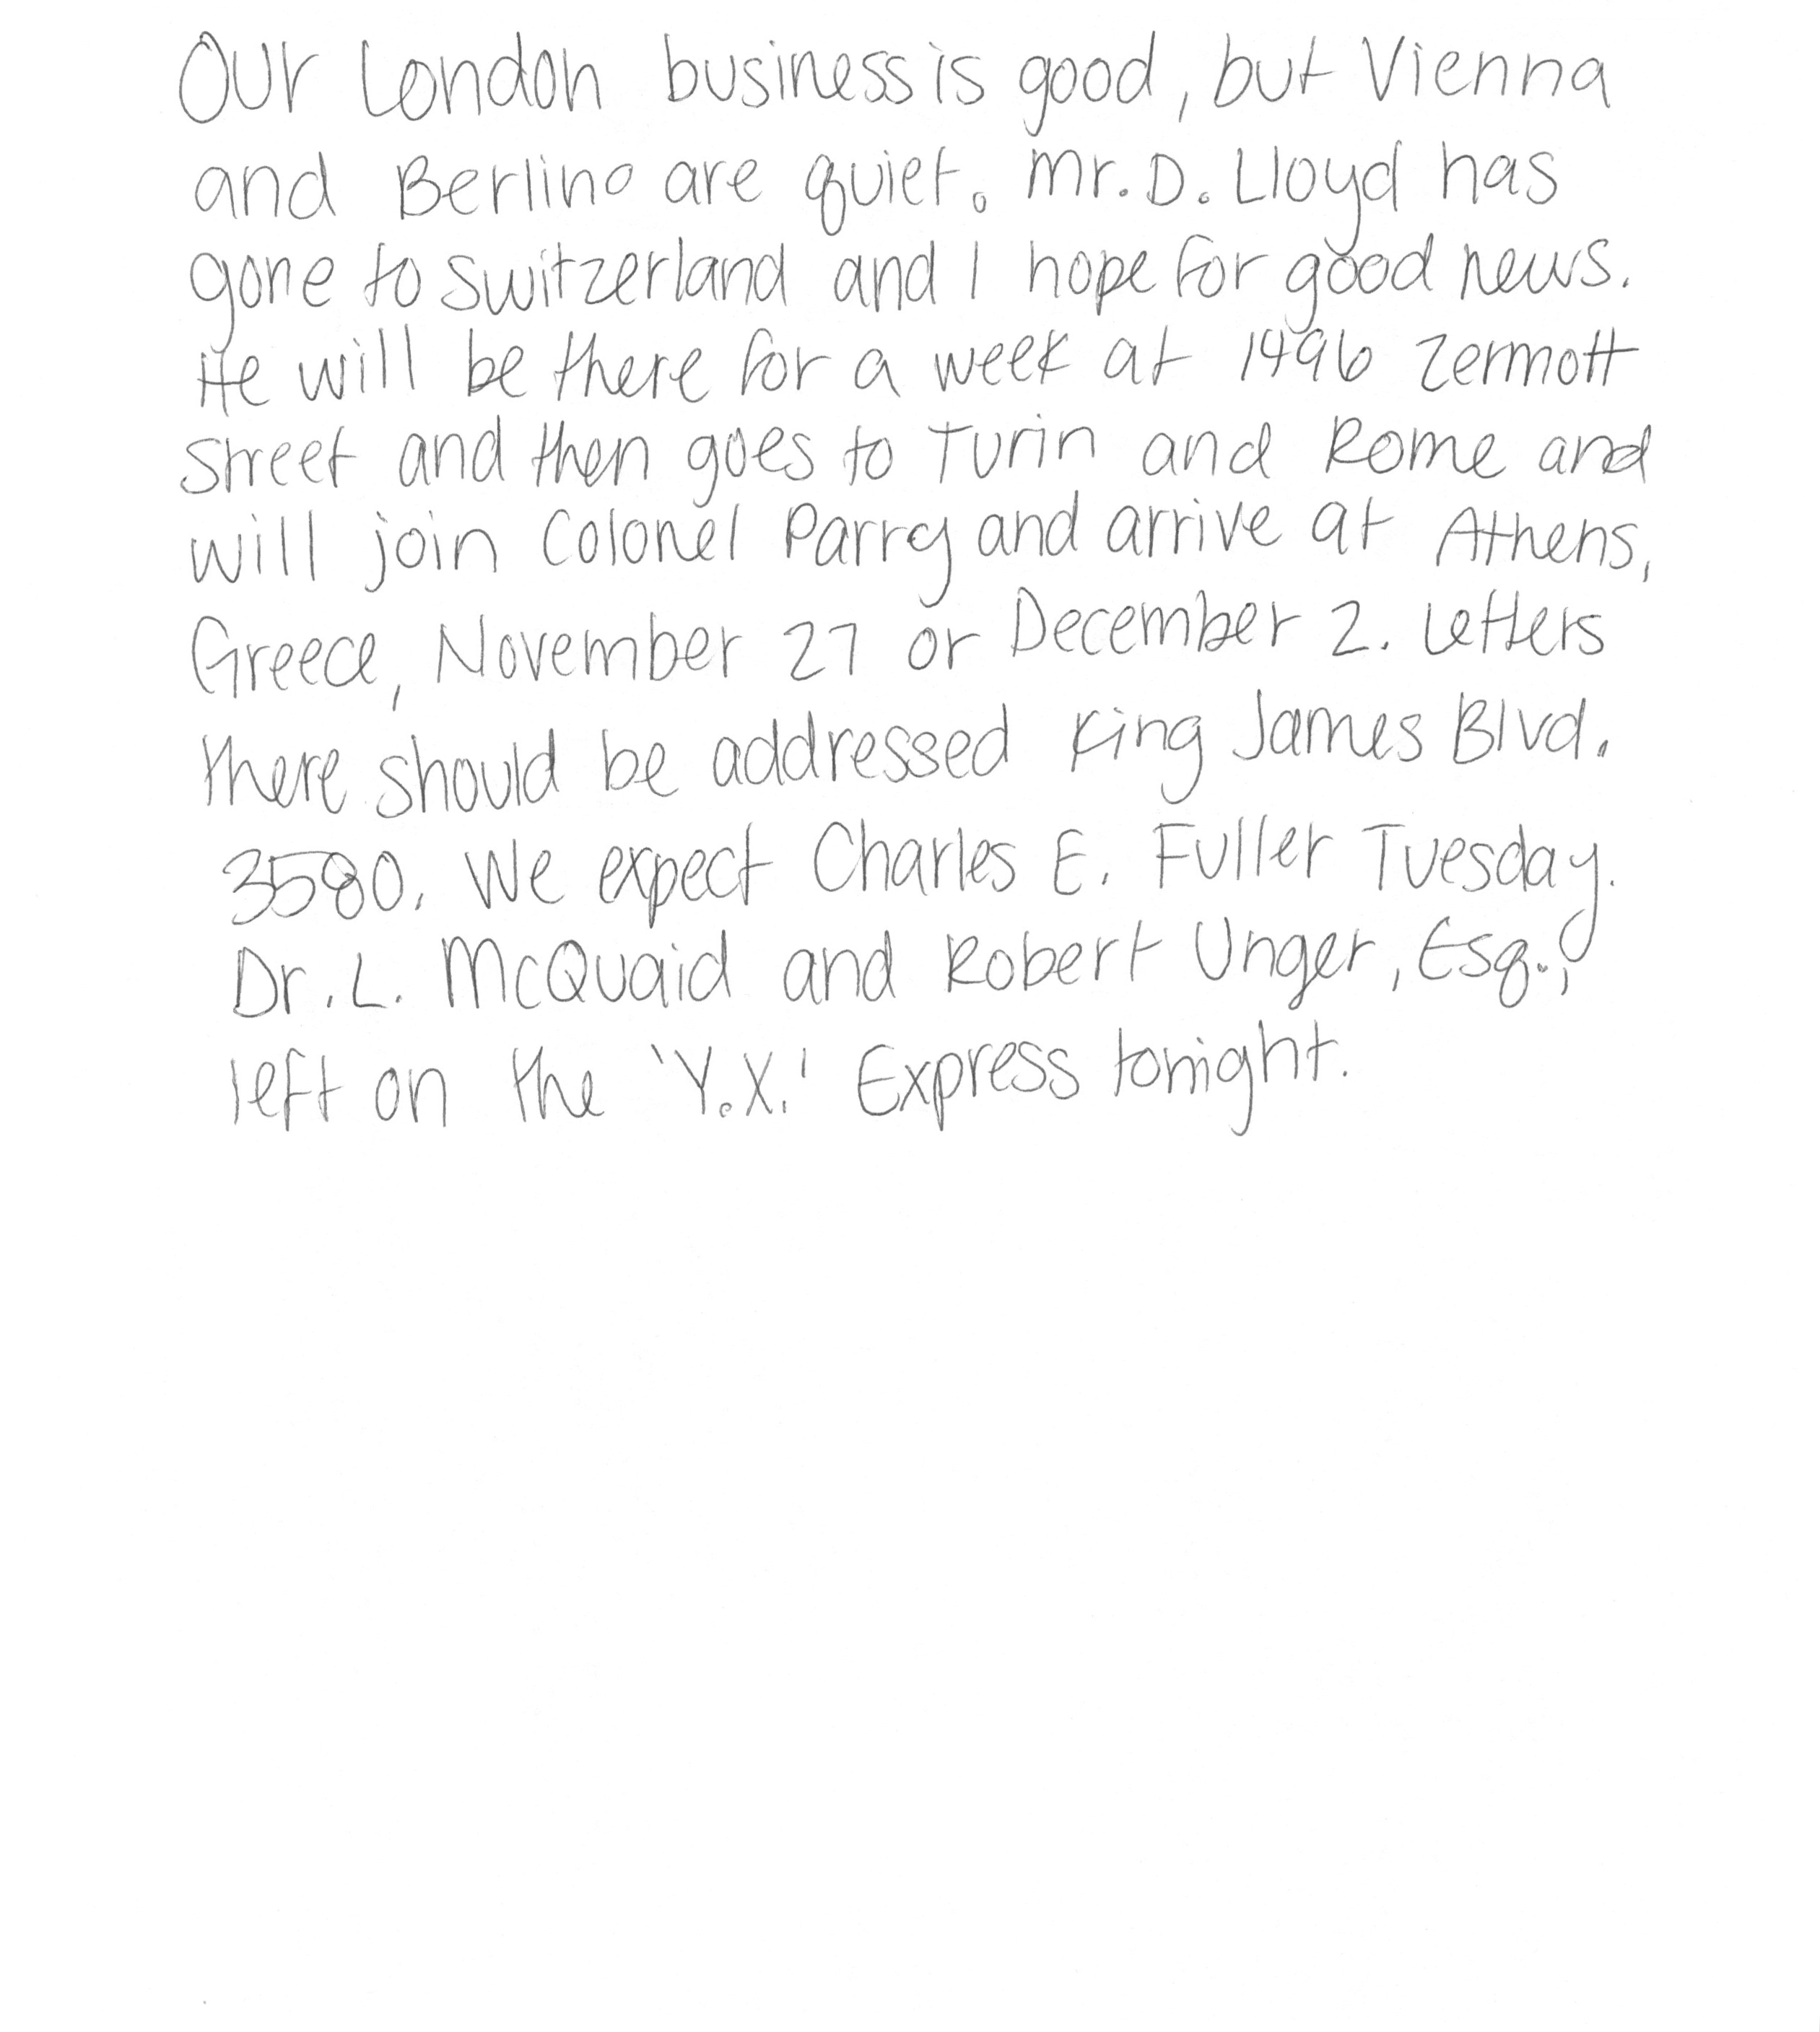 Our London business is good, but Vienna
and Berlino are quiet. Mr. D. Lloyd has
gone to Switzerland and I hope for good news.
He will be there for a week at 1496 Zermott
Street and then goes to Turin and Rome and
will join Colonel Parry and arrive at Athens,
Greece, November 27 or December 2. Letters
there should be addressed King James Blvd.
3580. We expect Charles E. Fuller Tuesday.
Dr. L. McQuaid and Robert Unger, Esq.,
left on the 'Y.X.' Express tonight.